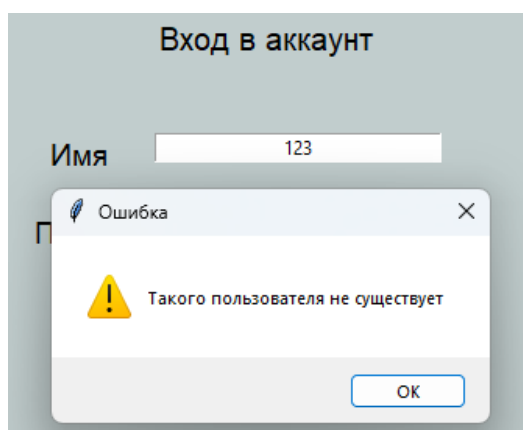 Вход в аккаунт
Имя 123
П
Ошибка
Такого пользователя не существует
OK